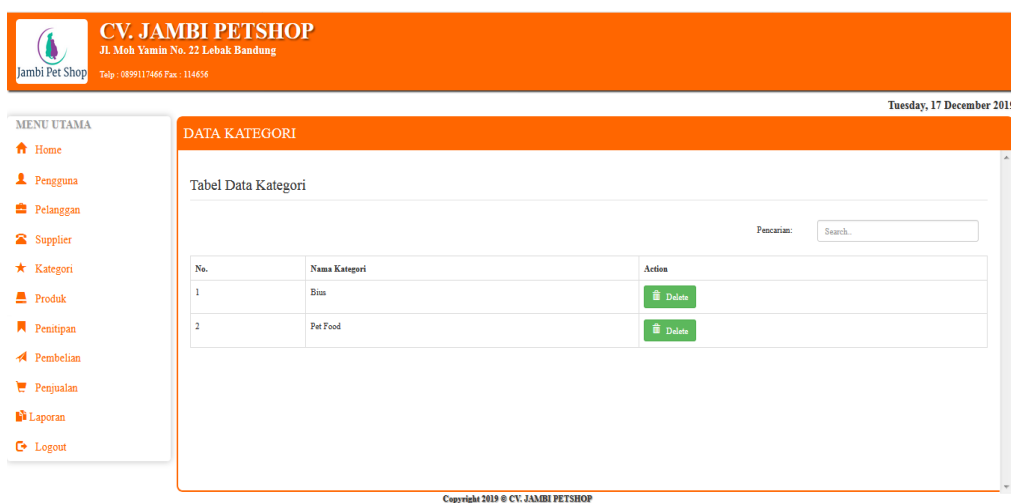 CV. JAMBI PETSHOP
Jl. Moh Yamin No. 22 Lebak Bandung
Jambi Pet Shop
Telp : 0899117466 Fax : 114656
Tuesday, 17 December 2019
MENU UTAMA
Home
Pengguna
Pelanggan
Supplier
Kategori
Produk
Penitipan
Pembelian
Penjualan
Laporan
Logout
DATA KATEGORI
Tabel Data Kategori
Pencarian: Search..
No. Nama Kategori Action
1 Bius Delete
2 Pet Food Delete
Copyright 2019 © CV. JAMBI PETSHOP